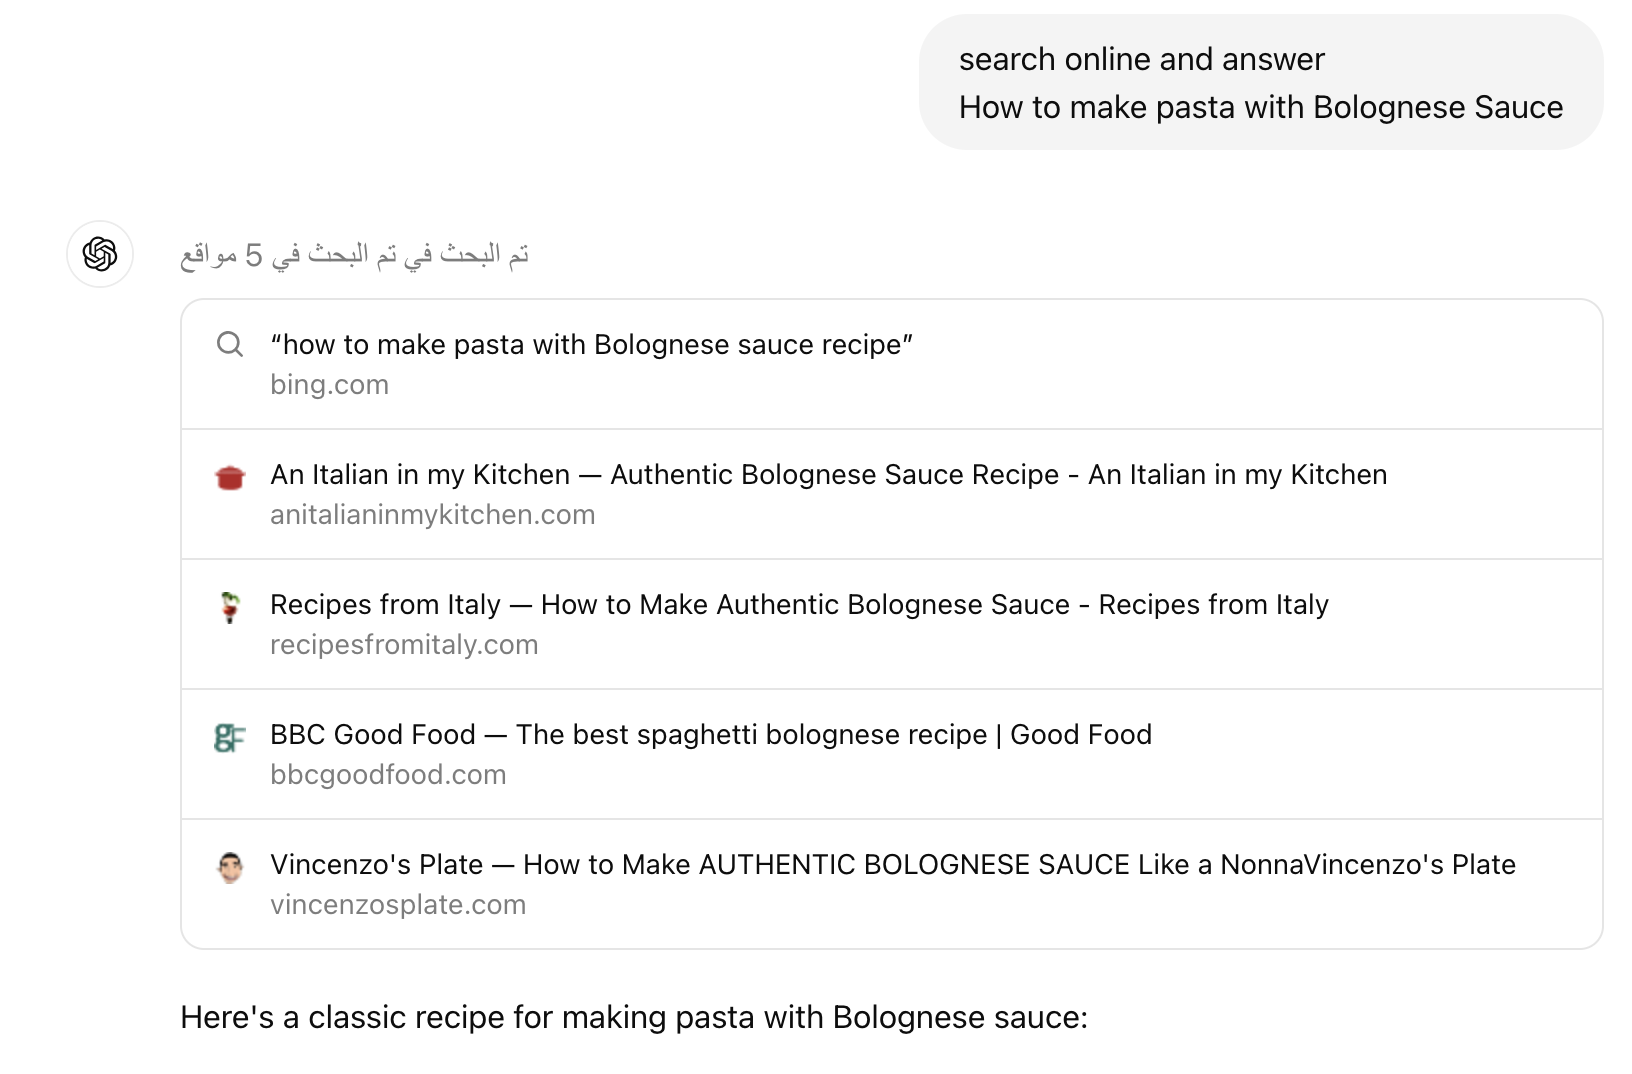 search online and answer
How to make pasta with Bolognese Sauce
تم البحث في تم البحث في 5 مواقع
“how to make pasta with Bolognese sauce recipe”
bing.com
An Italian in my Kitchen — Authentic Bolognese Sauce Recipe - An Italian in my Kitchen
anitalianinmykitchen.com
Recipes from Italy — How to Make Authentic Bolognese Sauce - Recipes from Italy
recipesfromitaly.com
gF
BBC Good Food — The best spaghetti bolognese recipe | Good Food
bbcgoodfood.com
Vincenzo's Plate — How to Make AUTHENTIC BOLOGNESE SAUCE Like a NonnaVincenzo's Plate
vincenzosplate.com
Here's a classic recipe for making pasta with Bolognese sauce: